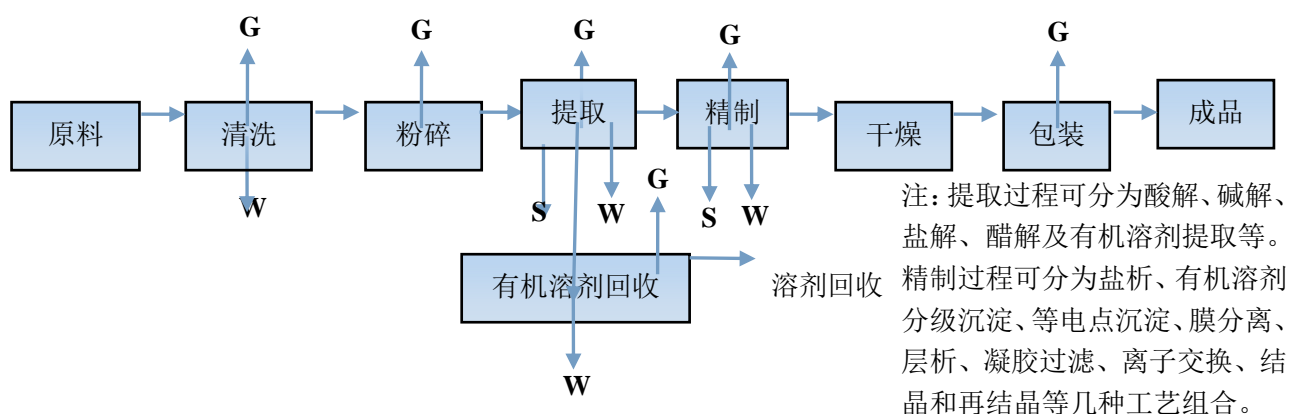 G G G G G
原料 清洗 粉碎 提取 精制 干燥 包装 成品
W S W G S W
有机溶剂回收 溶剂回收
W
注：提取过程可分为酸解、碱解、
盐解、醋解及有机溶剂提取等。
精制过程可分为盐析、有机溶剂
分级沉淀、等电点沉淀、膜分离、
层析、凝胶过滤、离子交换、结
晶和再结晶等几种工艺组合。